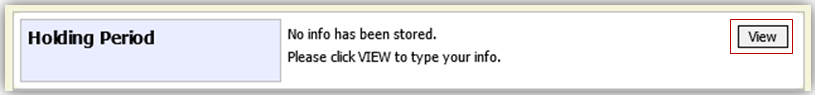 Holding Period
No info has been stored.
Please click VIEW to type your info.
View